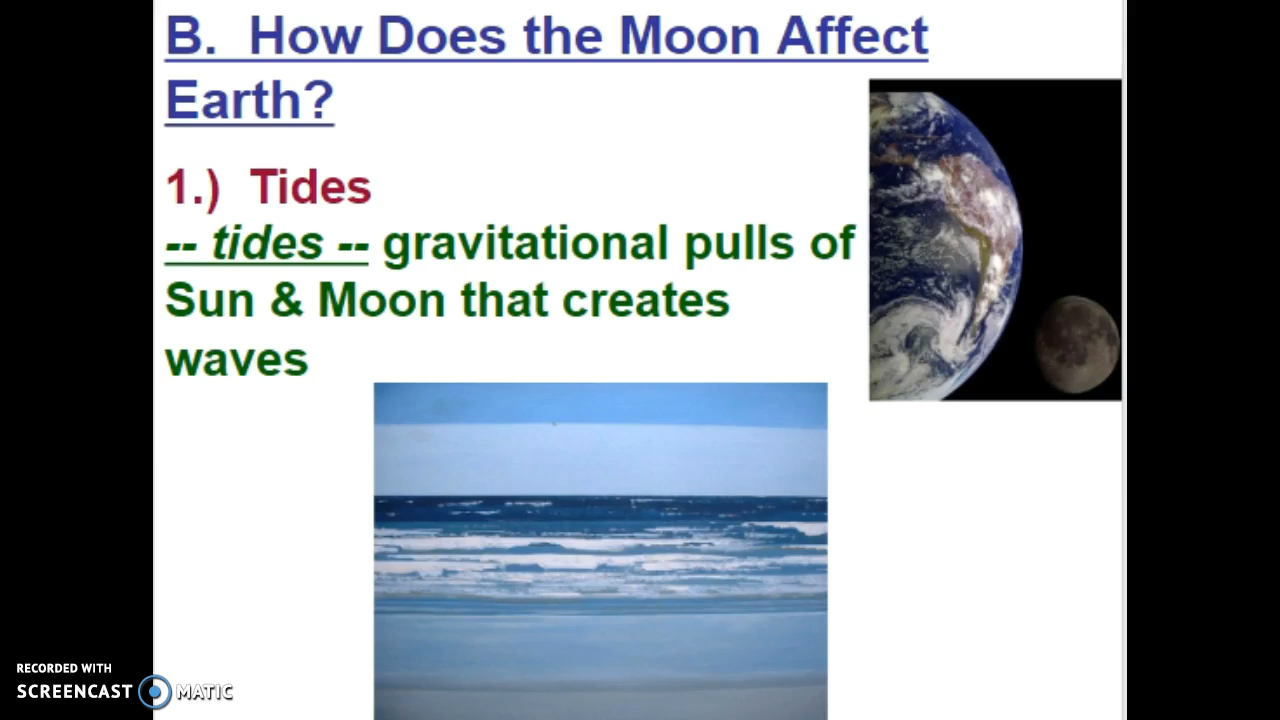 B.  How Does the Moon Affect
Earth?
1.)  Tides
-- tides -- gravitational pulls of
Sun & Moon that creates
waves
RECORDED WITH
SCREENCAST MATIC